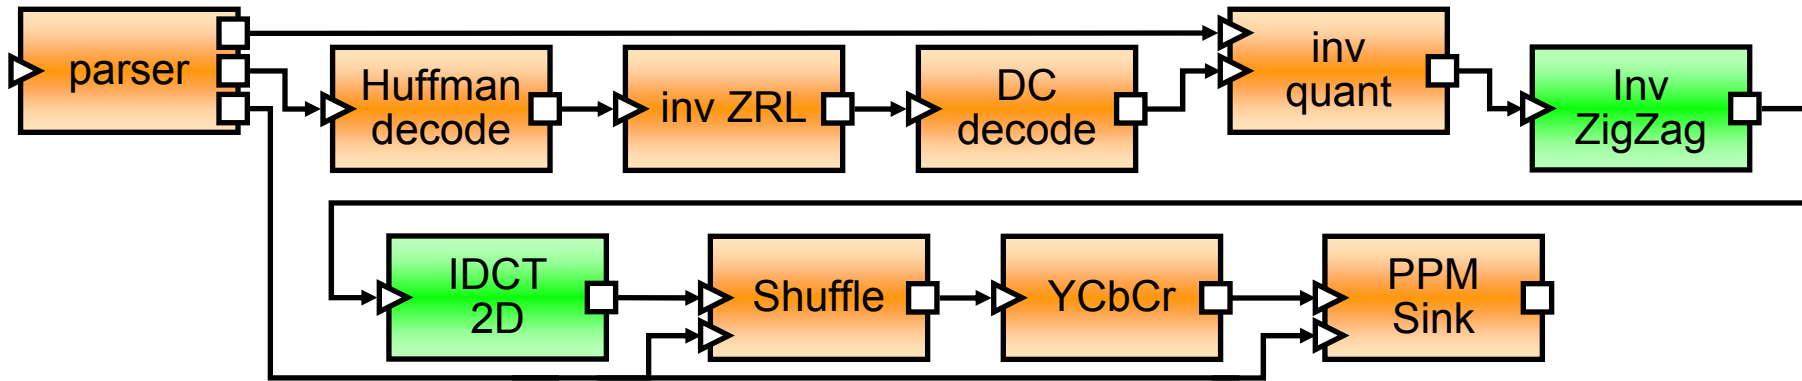 parser
Huffman
decode
inv ZRL
DC
decode
inv
quant
Inv
ZigZag
IDCT
2D
Shuffle
YCbCr
PPM
Sink